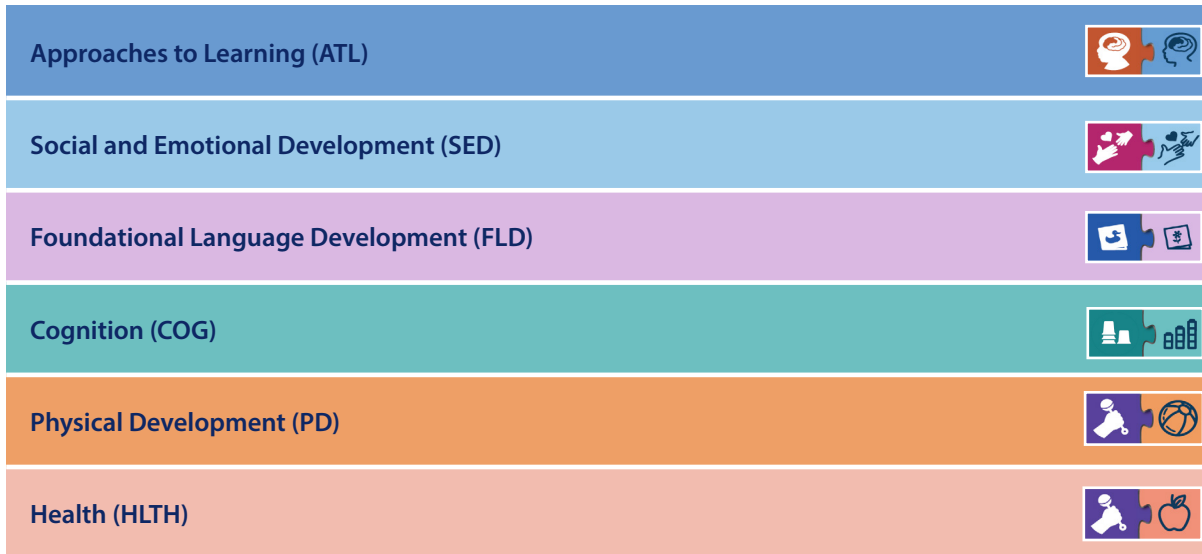 Approaches to Learning (ATL)
Social and Emotional Development (SED)
Foundational Language Development (FLD)
Cognition (COG)
Physical Development (PD)
Health (HLTH)